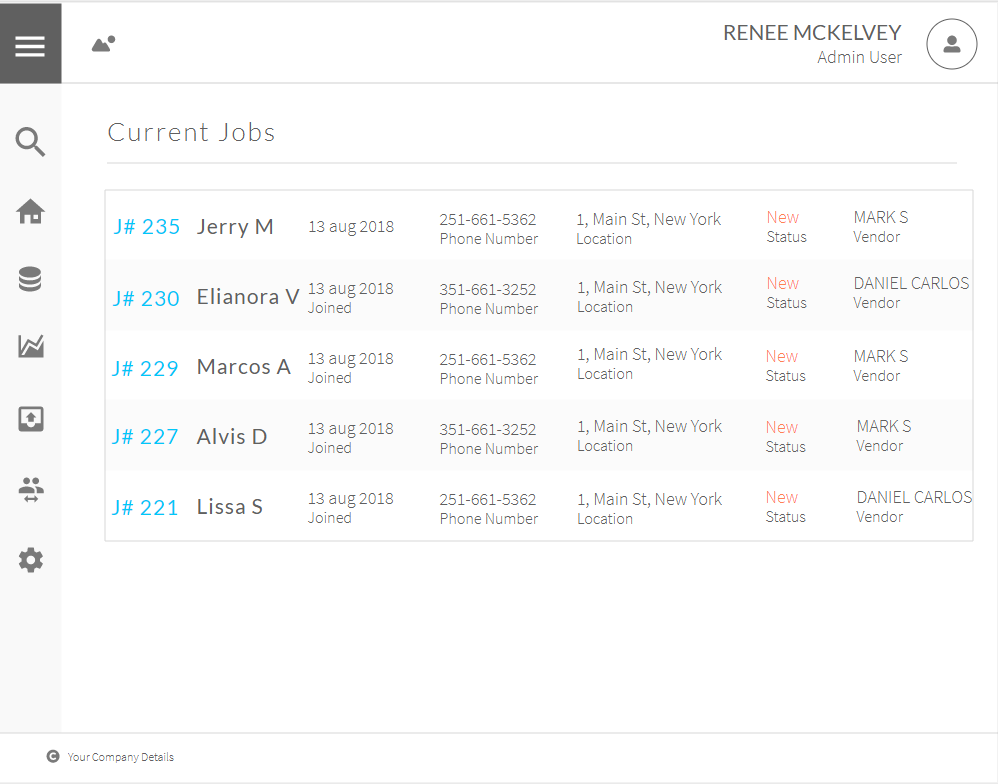 RENEE MCKELVEY
Admin User
Current Jobs
J# 235 Jerry M 13 aug 2018 251-661-5362 1, Main St, New York New MARK S
Phone Number Location Status Vendor
J# 230 Elianora V 13 aug 2018 351-661-3252 1, Main St, New York New DANIEL CARLOS
Joined Phone Number Location Status Vendor
J# 229 Marcos A 13 aug 2018 251-661-5362 1, Main St, New York New MARK S
Joined Phone Number Location Status Vendor
J# 227 Alvis D 13 aug 2018 351-661-3252 1, Main St, New York New MARK S
Joined Phone Number Location Status Vendor
J# 221 Lissa S 13 aug 2018 251-661-5362 1, Main St, New York New DANIEL CARLOS
Joined Phone Number Location Status Vendor
© Your Company Details